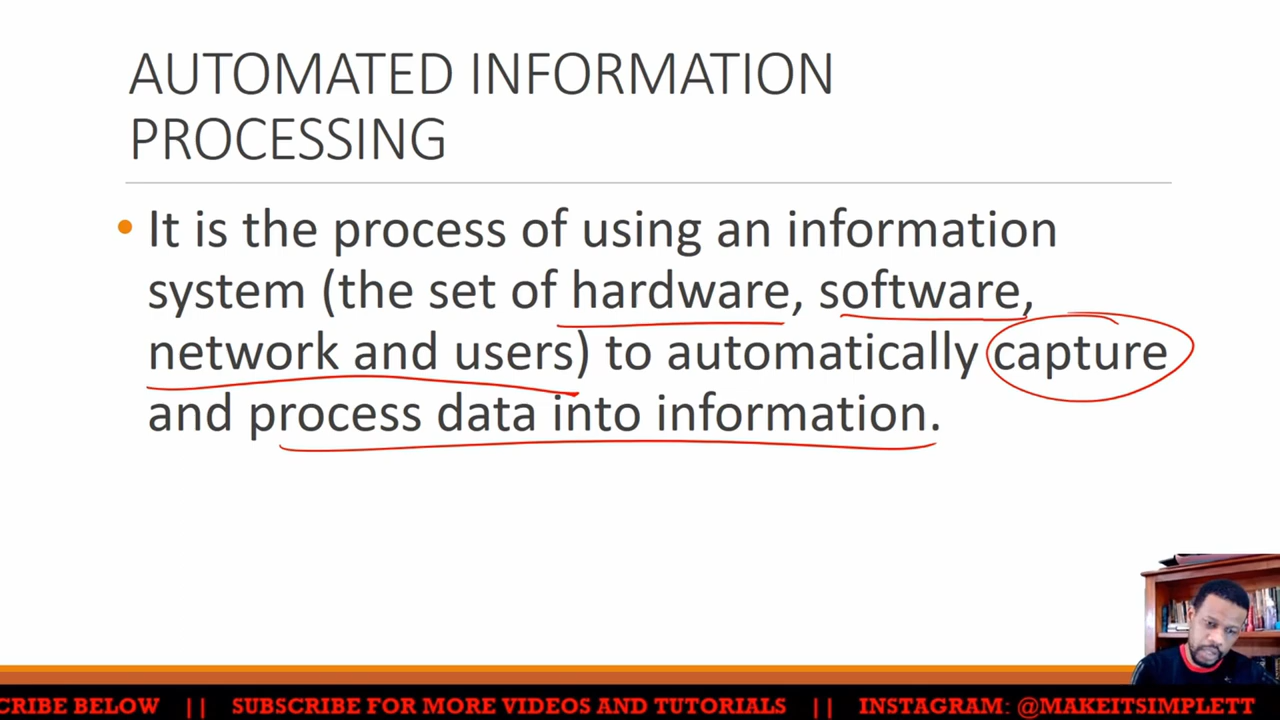 AUTOMATED INFORMATION
PROCESSING
• It is the process of using an information
system (the set of hardware, software,
network and users) to automatically capture
and process data into information.
CRIBE BELOW || SUBSCRIBE FOR MORE VIDEOS AND TUTORIALS || INSTAGRAM: @MAKEITSIMPLETT